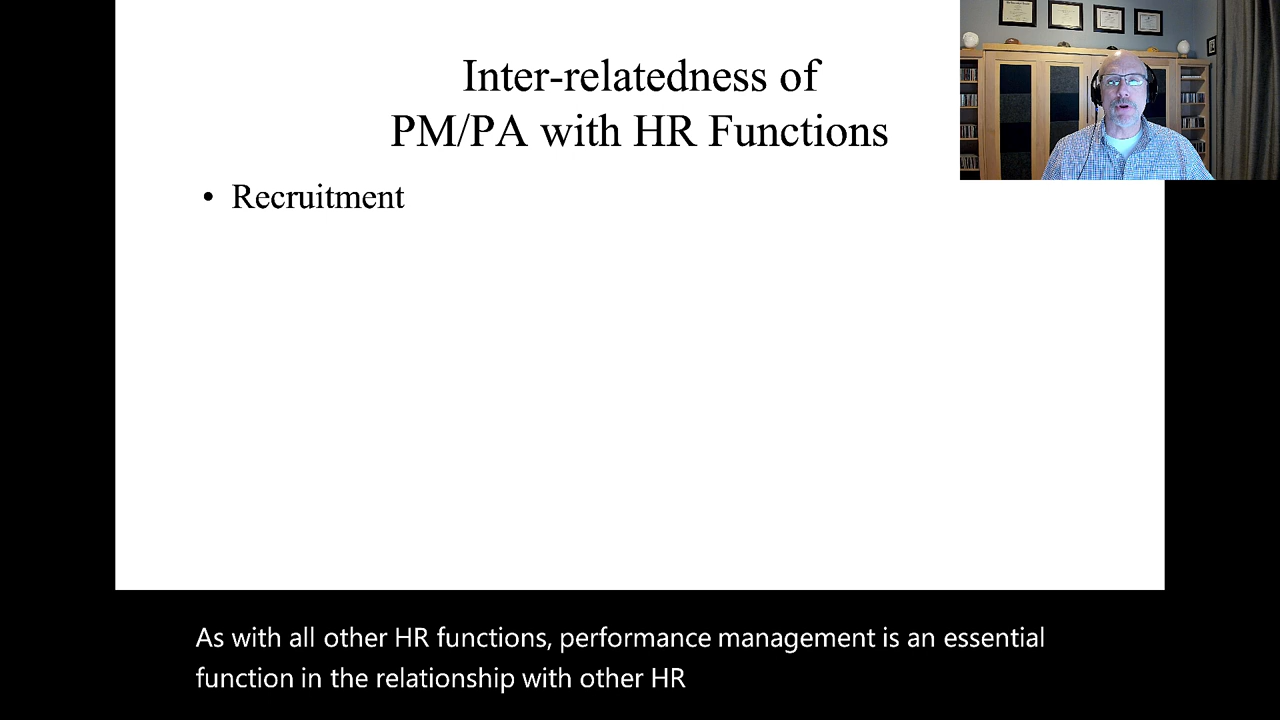 Inter-relatedness of
PM/PA with HR Functions
• Recruitment
As with all other HR functions, performance management is an essential
function in the relationship with other HR